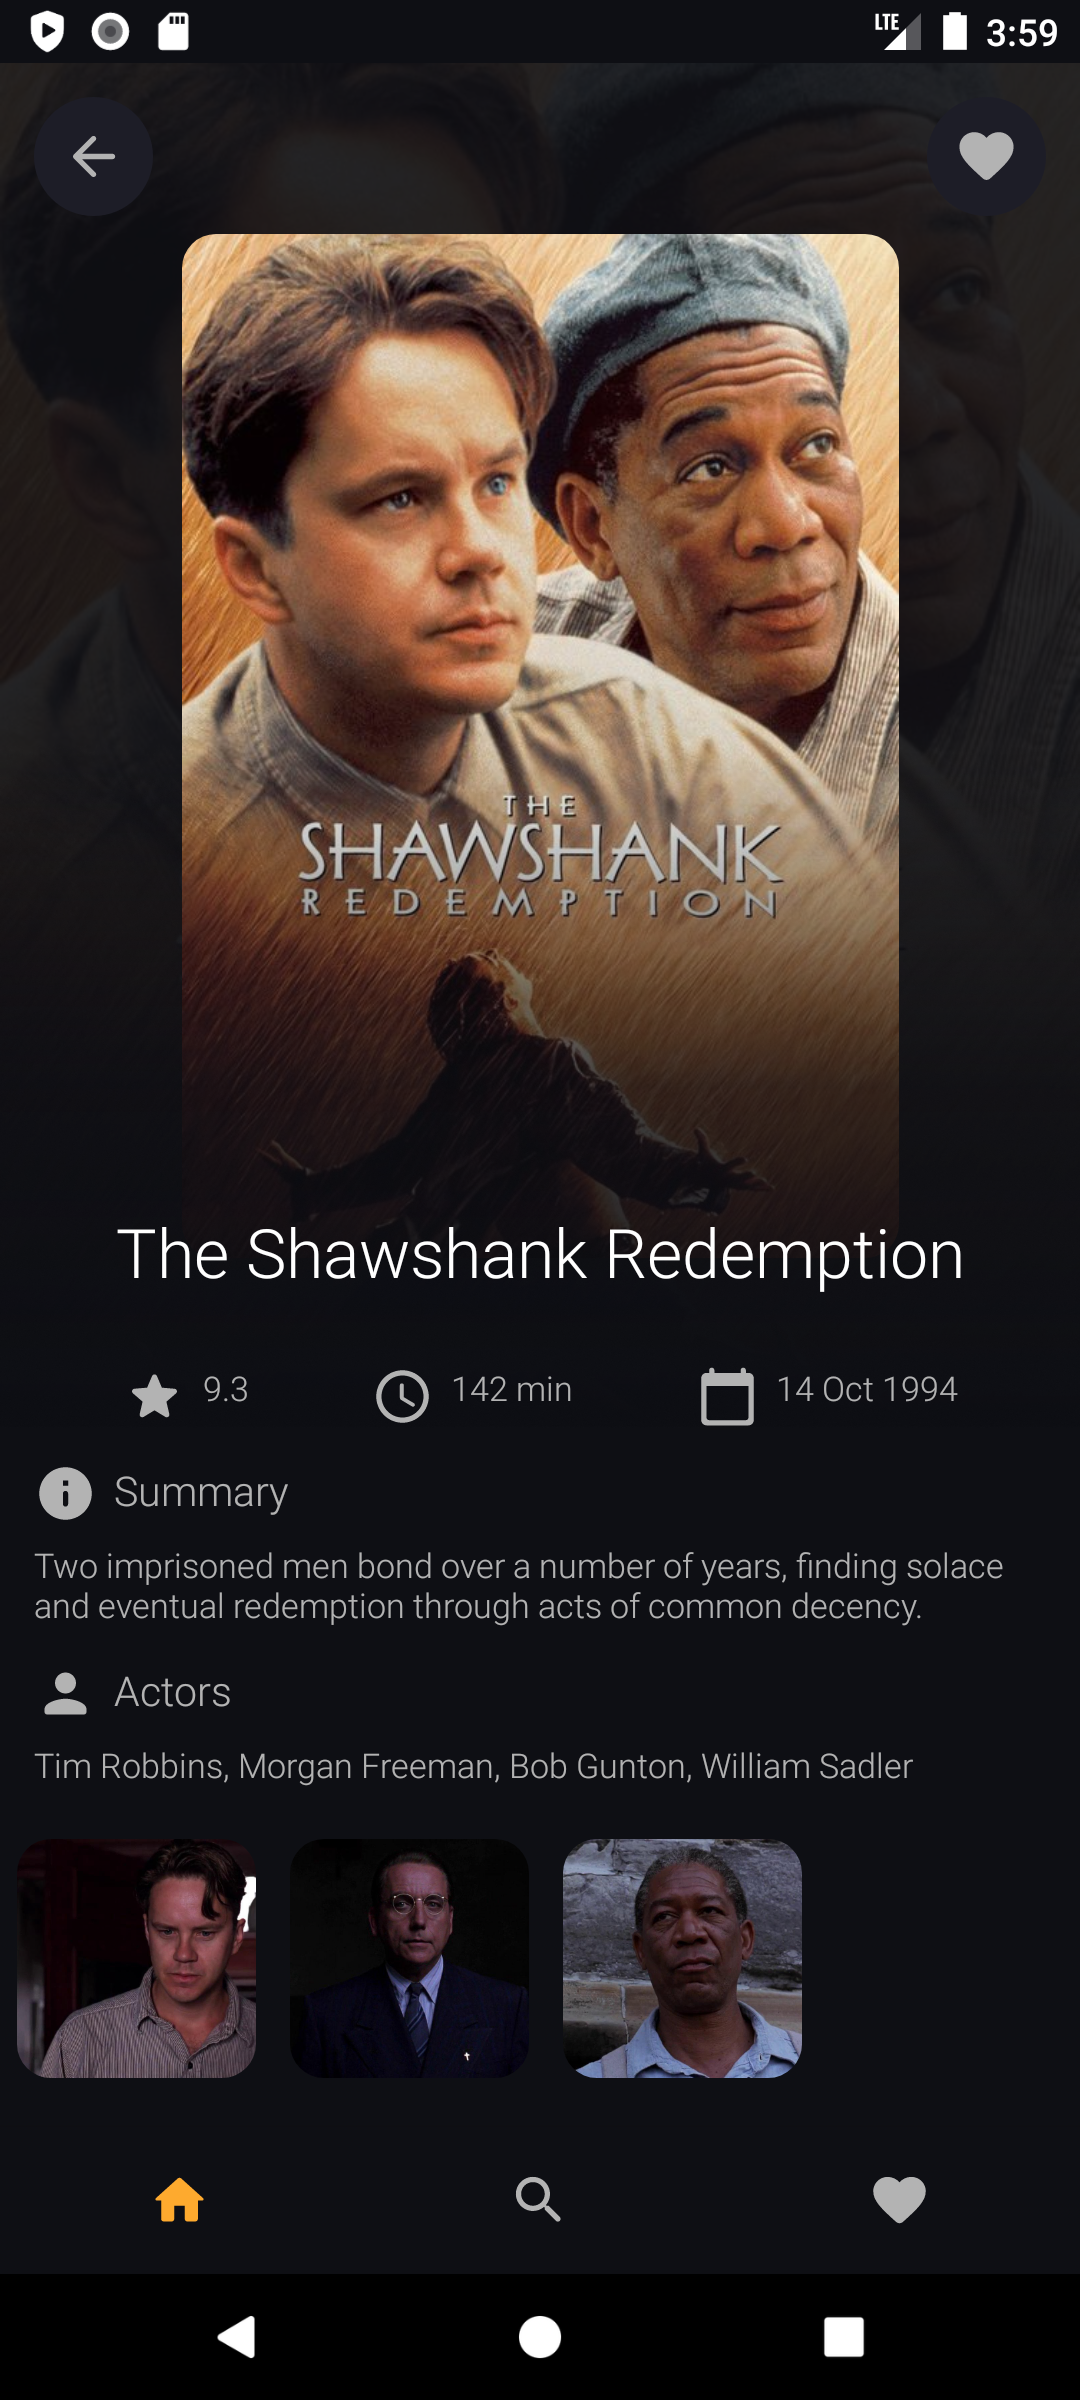 LTE 3:59
THE
SHAWSHANK
REDEMPTION
The Shawshank Redemption
9.3 142 min 14 Oct 1994
Summary
Two imprisoned men bond over a number of years, finding solace
and eventual redemption through acts of common decency.
Actors
Tim Robbins, Morgan Freeman, Bob Gunton, William Sadler